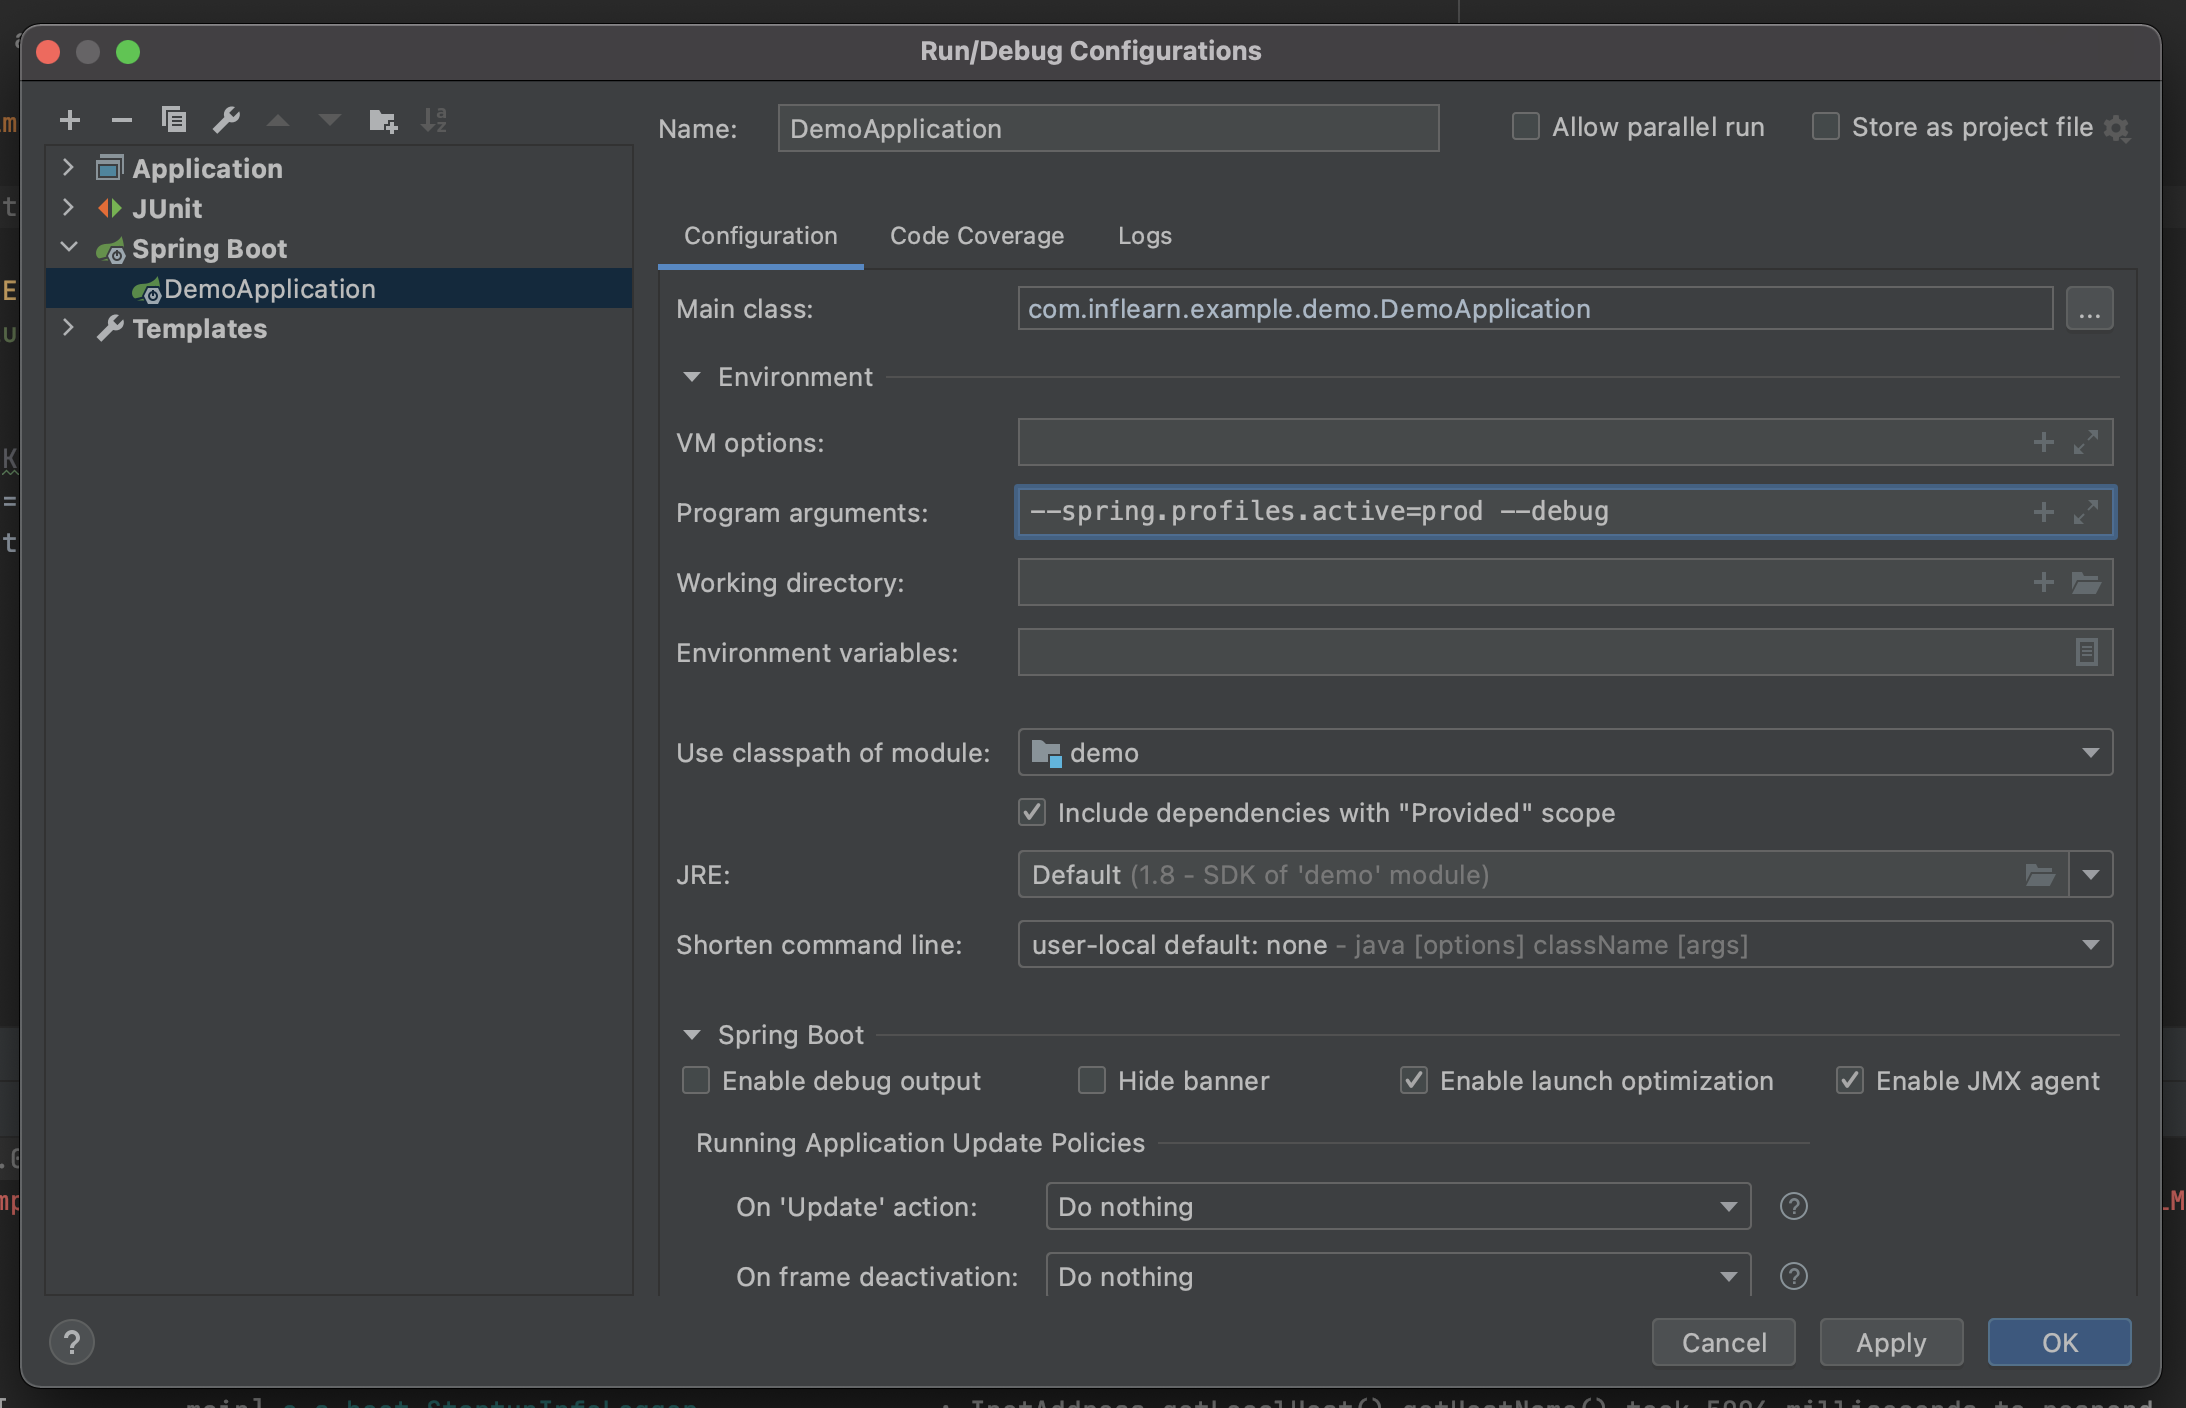 Run/Debug Configurations
Name: DemoApplication
Allow parallel run
Store as project file
Application
JUnit
Spring Boot
DemoApplication
Templates
Configuration Code Coverage Logs
Main class: com.inflearn.example.demo.DemoApplication ...
Environment
VM options:
Program arguments: --spring.profiles.active=prod --debug
Working directory:
Environment variables:
Use classpath of module: demo
Include dependencies with "Provided" scope
JRE: Default (1.8 - SDK of 'demo' module)
Shorten command line: user-local default: none - java [options] className [args]
Spring Boot
Enable debug output Hide banner Enable launch optimization Enable JMX agent
Running Application Update Policies
On 'Update' action: Do nothing ?
On frame deactivation: Do nothing ?
? Cancel Apply OK